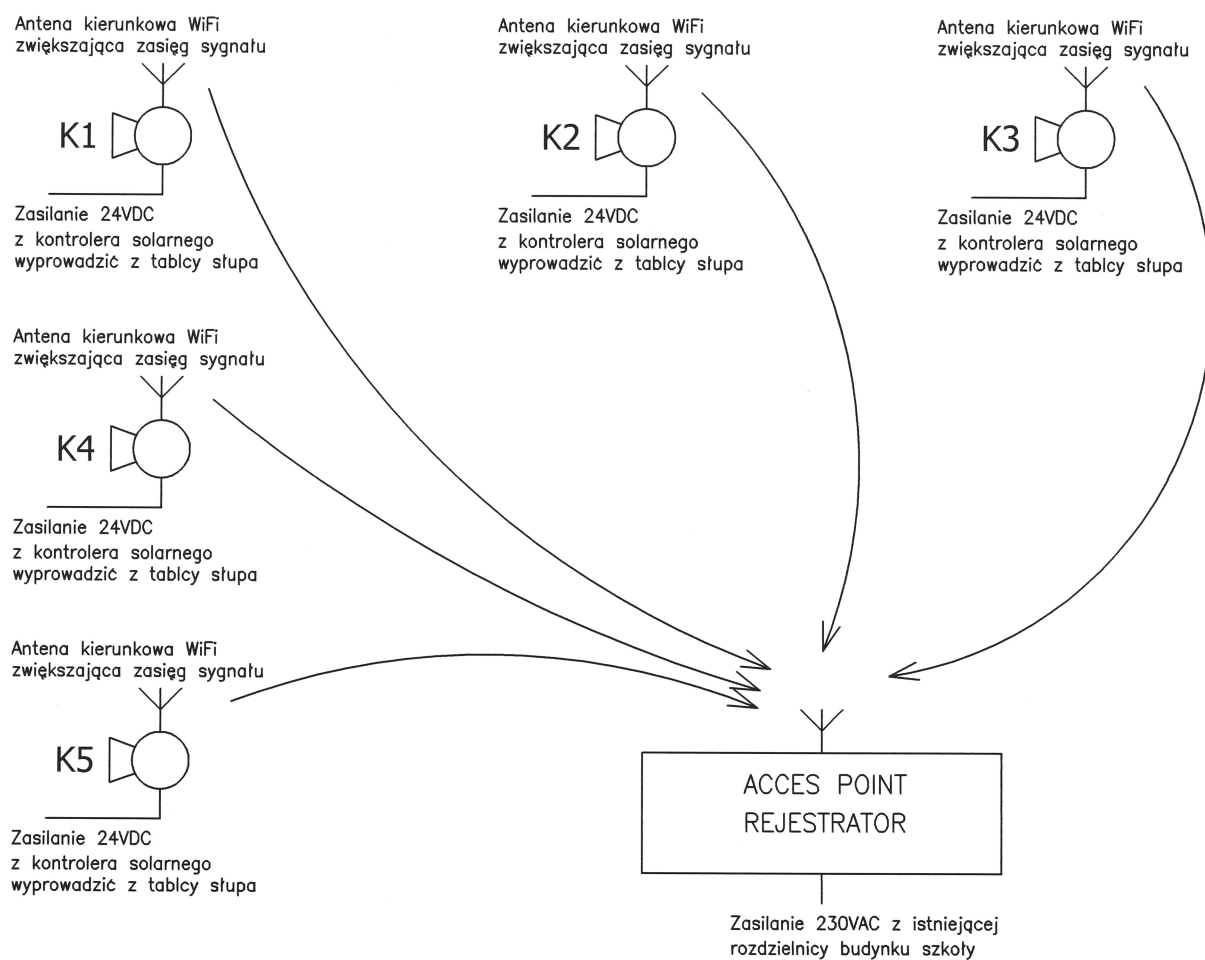 Antena kierunkowa WiFi
zwiększająca zasięg sygnału
K1
Zasilanie 24VDC
z kontrolera solarnego
wyprowadzić z tablcy słupa
Antena kierunkowa WiFi
zwiększająca zasięg sygnału
K2
Zasilanie 24VDC
z kontrolera solarnego
wyprowadzić z tablcy słupa
Antena kierunkowa WiFi
zwiększająca zasięg sygnału
K3
Zasilanie 24VDC
z kontrolera solarnego
wyprowadzić z tablcy słupa
Antena kierunkowa WiFi
zwiększająca zasięg sygnału
K4
Zasilanie 24VDC
z kontrolera solarnego
wyprowadzić z tablcy słupa
Antena kierunkowa WiFi
zwiększająca zasięg sygnału
K5
Zasilanie 24VDC
z kontrolera solarnego
wyprowadzić z tablcy słupa
ACCES POINT
REJESTRATOR
Zasilanie 230VAC z istniejącej
rozdzielnicy budynku szkoły